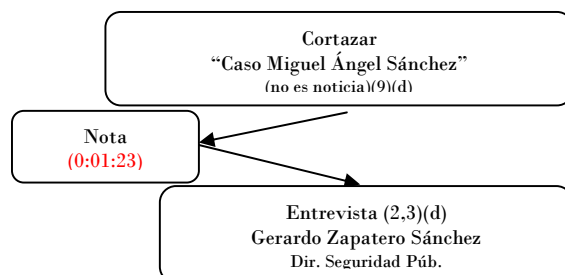 Cortazar
“Caso Miguel Ángel Sánchez”
(no es noticia)(9)(d)
Nota
(0:01:23)
Entrevista (2,3)(d)
Gerardo Zapatero Sánchez
Dir. Seguridad Púb.